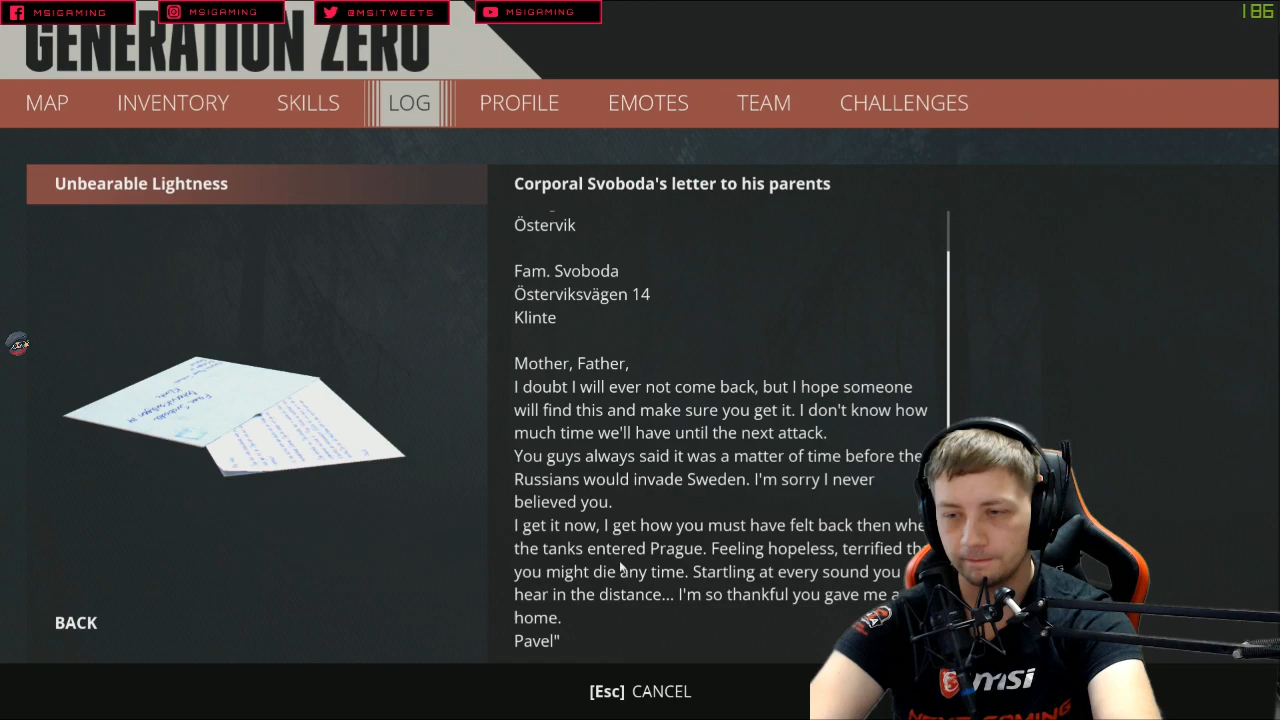 MSIGAMING
MSIGAMING
@MSITWEETS
MSIGAMING
186
GENERATION ZERO
MAP INVENTORY SKILLS LOG PROFILE EMOTES TEAM CHALLENGES
Unbearable Lightness
Corporal Svoboda's letter to his parents
Östervik
Fam. Svoboda
Österviksvägen 14
Klinte
Mother, Father,
I doubt I will ever not come back, but I hope someone
will find this and make sure you get it. I don't know how
much time we'll have until the next attack.
You guys always said it was a matter of time before the
Russians would invade Sweden. I'm sorry I never
believed you.
I get it now, I get how you must have felt back then whe
the tanks entered Prague. Feeling hopeless, terrified th
you might die any time. Startling at every sound you
hear in the distance... I'm so thankful you gave me a
home.
Pavel"
BACK
[Esc] CANCEL
msi
GAMING